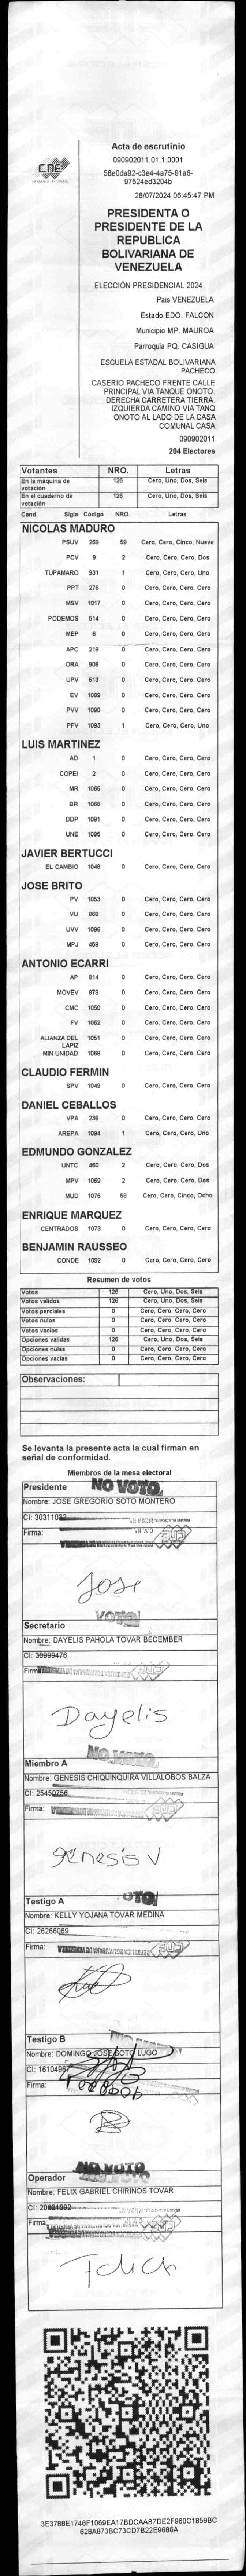 CNE
Acta de escrutinio
090902011.01.1.0001
58e0da92-c3e4-4a75-91a6-
97524ed3204b
28/07/2024 06:45:47 PM
PRESIDENTA O
PRESIDENTE DE LA
REPUBLICA
BOLIVARIANA DE
VENEZUELA
ELECCIÓN PRESIDENCIAL 2024
Pais VENEZUELA
Estado EDO. FALCON
Municipio MP. MAUROA
Parroquia PQ. CASIGUA
ESCUELA ESTADAL BOLIVARIANA
PACHECO
CASERIO PACHECO FRENTE CALLE
PRINCIPAL VIA TANQUE ONOTO.
DERECHA CARRETERA TIERRA.
IZQUIERDA CAMINO VIA TANQ
ONOTO AL LADO DE LA CASA
COMUNAL CASA
090902011
204 Electores
Votantes NRO. Letras
En la máquina de votación 126 Cero, Uno, Dos, Seis
En el cuaderno de votación 126 Cero, Uno, Dos, Seis
Cand. Sigla Código NRO. Letras
NICOLAS MADURO
PSUV 269 59 Cero, Cero, Cinco, Nueve
PCV 9 2 Cero, Cero, Cero, Dos
TUPAMARO 931 1 Cero, Cero, Cero, Uno
PPT 276 0 Cero, Cero, Cero, Cero
MSV 1017 0 Cero, Cero, Cero, Cero
PODEMOS 514 0 Cero, Cero, Cero, Cero
MEP 6 0 Cero, Cero, Cero, Cero
APC 219 0 Cero, Cero, Cero, Cero
ORA 906 0 Cero, Cero, Cero, Cero
UPV 513 0 Cero, Cero, Cero, Cero
EV 1089 0 Cero, Cero, Cero, Cero
PVV 1090 0 Cero, Cero, Cero, Cero
PFV 1093 1 Cero, Cero, Cero, Uno
LUIS MARTINEZ
AD 1 0 Cero, Cero, Cero, Cero
COPEI 2 0 Cero, Cero, Cero, Cero
MR 1065 0 Cero, Cero, Cero, Cero
BR 1066 0 Cero, Cero, Cero, Cero
DDP 1091 0 Cero, Cero, Cero, Cero
UNE 1095 0 Cero, Cero, Cero, Cero
JAVIER BERTUCCI
EL CAMBIO 1048 0 Cero, Cero, Cero, Cero
JOSE BRITO
PV 1053 0 Cero, Cero, Cero, Cero
VU 868 0 Cero, Cero, Cero, Cero
UVV 1096 0 Cero, Cero, Cero, Cero
MPJ 458 0 Cero, Cero, Cero, Cero
ANTONIO ECARRI
AP 814 0 Cero, Cero, Cero, Cero
MOVEV 879 0 Cero, Cero, Cero, Cero
CMC 1050 0 Cero, Cero, Cero, Cero
FV 1062 0 Cero, Cero, Cero, Cero
ALIANZA DEL LAPIZ 1051 0 Cero, Cero, Cero, Cero
MIN UNIDAD 1068 0 Cero, Cero, Cero, Cero
CLAUDIO FERMIN
SPV 1049 0 Cero, Cero, Cero, Cero
DANIEL CEBALLOS
VPA 236 0 Cero, Cero, Cero, Cero
AREPA 1094 1 Cero, Cero, Cero, Uno
EDMUNDO GONZALEZ
UNTC 460 2 Cero, Cero, Cero, Dos
MPV 1069 2 Cero, Cero, Cero, Dos
MUD 1075 58 Cero, Cero, Cinco, Ocho
ENRIQUE MARQUEZ
CENTRADOS 1073 0 Cero, Cero, Cero, Cero
BENJAMIN RAUSSEO
CONDE 1092 0 Cero, Cero, Cero, Cero
Resumen de votos
Votos 126 Cero, Uno, Dos, Seis
Votos validos 126 Cero, Uno, Dos, Seis
Votos parciales 0 Cero, Cero, Cero, Cero
Votos nulos 0 Cero, Cero, Cero, Cero
Votos vacios 0 Cero, Cero, Cero, Cero
Opciones validas 126 Cero, Uno, Dos, Seis
Opciones nulas 0 Cero, Cero, Cero, Cero
Opciones vacias 0 Cero, Cero, Cero, Cero
Observaciones:
Se levanta la presente acta la cual firman en
señal de conformidad.
Miembros de la mesa electoral
NO VOTO
Presidente
Nombre: JOSE GREGORIO SOTO MONTERO
CI:
Firma:
Jose
VOTO
Secretario
Nombre: DAYELIS PAHOLA TOVAR BECEMBER
CI:
Firma:
Dayelis
NO VOTO
Miembro A
Nombre: GENESIS CHIQUINQUIRA VILLALOBOS BALZA
CI: 25450756
Firma:
Génesis V
Testigo A
Nombre: KELLY YOJANA TOVAR MEDINA
CI: 26266069
Firma:
Testigo B
Nombre: DOMINGO JOSE SOTO LUGO
CI:
Firma:
NO VOTO
Operador
Nombre: FELIX GABRIEL CHIRINOS TOVAR
CI:
Firma:
Felich
3E3788E1746F1069EA17BDCAAB7DE2F960C1859BC
628A873BC73CD7B22E9686A